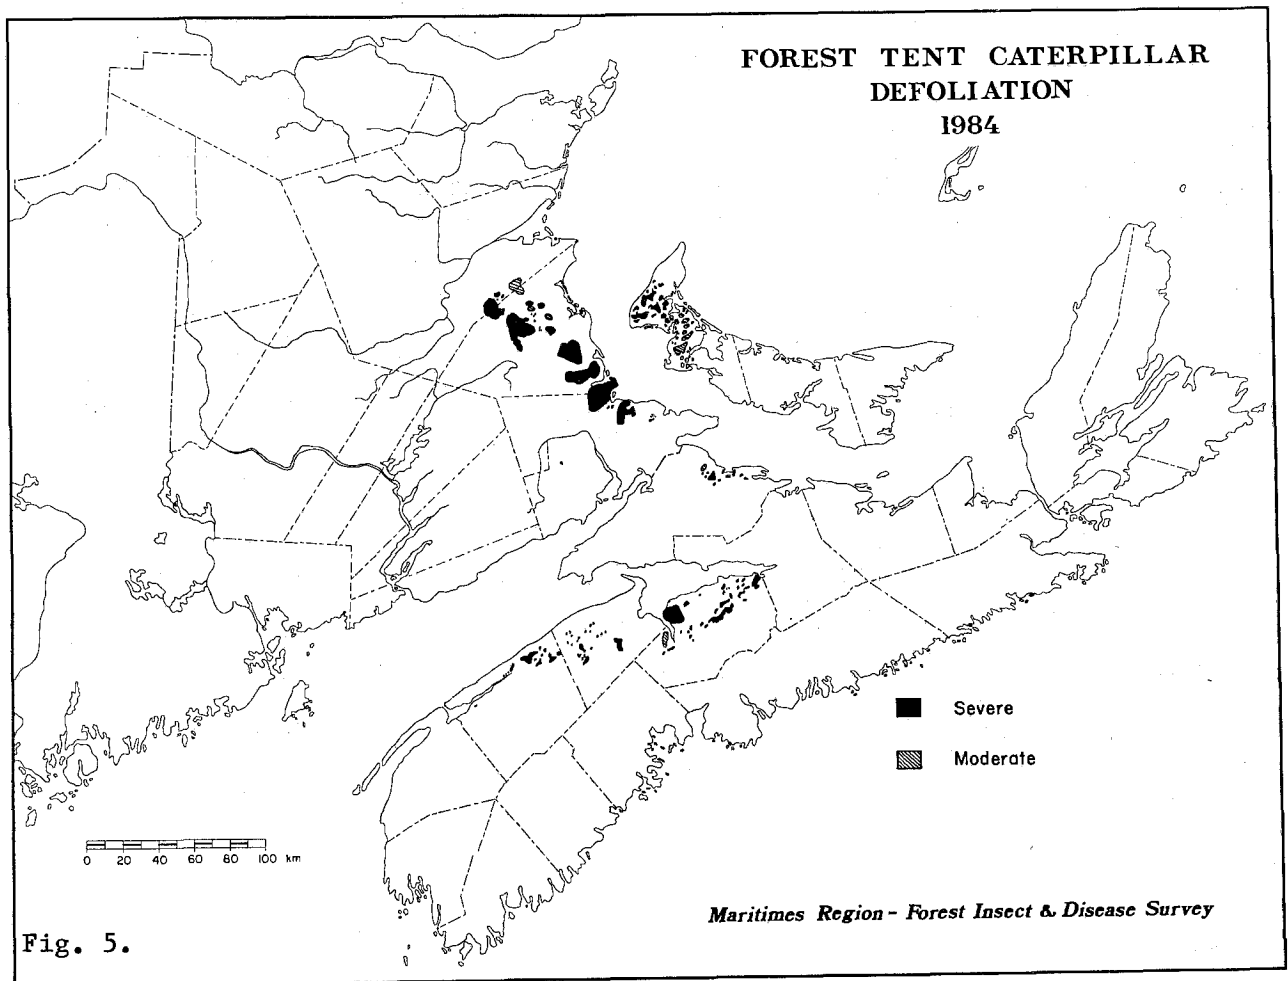 FOREST TENT CATERPILLAR
DEFOLIATION
1984
Severe
Moderate
0 20 40 60 80 100 km
Maritimes Region - Forest Insect & Disease Survey
Fig. 5.